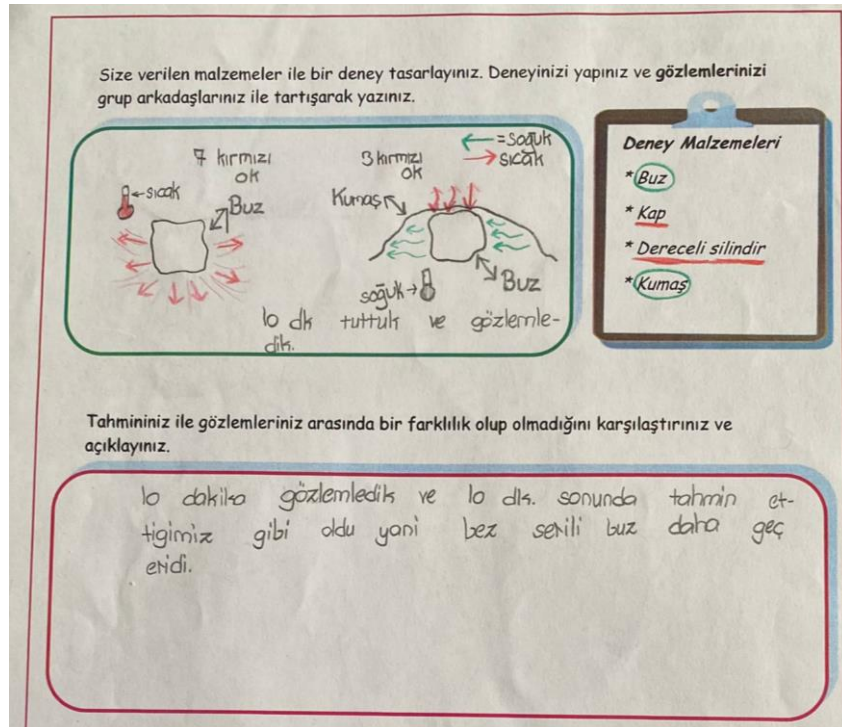 Size verilen malzemeler ile bir deney tasarlayınız. Deneyinizi yapınız ve gözlemlerinizi
grup arkadaşlarınız ile tartışarak yazınız.
7 kırmızı
ok
3 kırmızı
ok
←=soğuk
→sıcak
←sıcak
Buz
Kumaş
soğuk→
Buz
10 dk tuttuk ve gözlemle-
dik.
Deney Malzemeleri
* Buz
* Kap
* Dereceli silindir
* Kumaş
Tahmininiz ile gözlemleriniz arasında bir farklılık olup olmadığını karşılaştırınız ve
açıklayınız.
10 dakika gözlemledik ve 10 dk. sonunda tahmin et-
tigimiz gibi oldu yani bez serili buz daha geç
eridi.